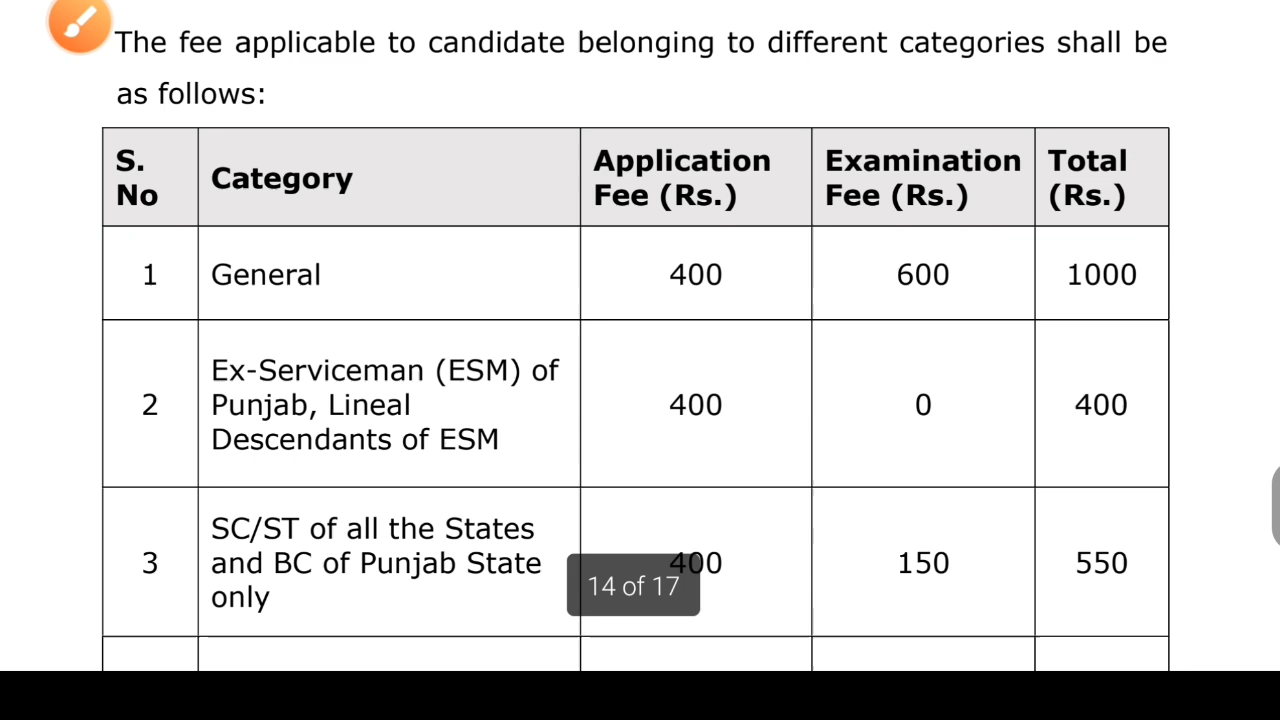 The fee applicable to candidate belonging to different categories shall be
as follows:
S. No | Category | Application Fee (Rs.) | Examination Fee (Rs.) | Total (Rs.)
1 | General | 400 | 600 | 1000
2 | Ex-Serviceman (ESM) of Punjab, Lineal Descendants of ESM | 400 | 0 | 400
3 | SC/ST of all the States and BC of Punjab State only | 400 | 150 | 550
14 of 17